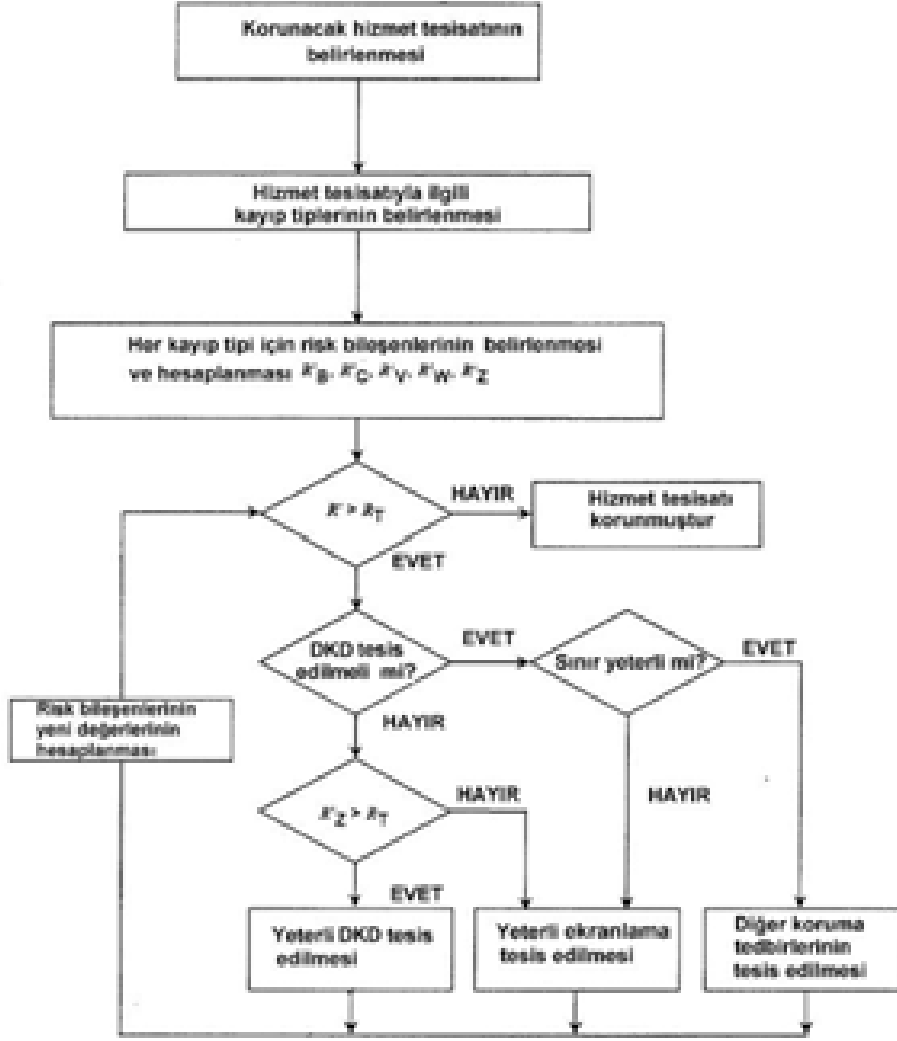 Korunacak hizmet tesisatının
belirlenmesi
Hizmet tesisatıyla ilgili
kayıp tiplerinin belirlenmesi
Her kayıp tipi için risk bileşenlerinin belirlenmesi
ve hesaplanması R'B, R'C, R'V, R'W, R'Z
R' > RT
HAYIR
Hizmet tesisatı
korunmuştur
EVET
DKD tesis
edilmeli mi?
EVET
Sınır yeterli mi?
EVET
Risk bileşenlerinin
yeni değerlerinin
hesaplanması
HAYIR
R'Z > RT
HAYIR
HAYIR
EVET
Yeterli DKD tesis
edilmesi
Yeterli ekranlama
tesis edilmesi
Diğer koruma
tedbirlerinin
tesis edilmesi